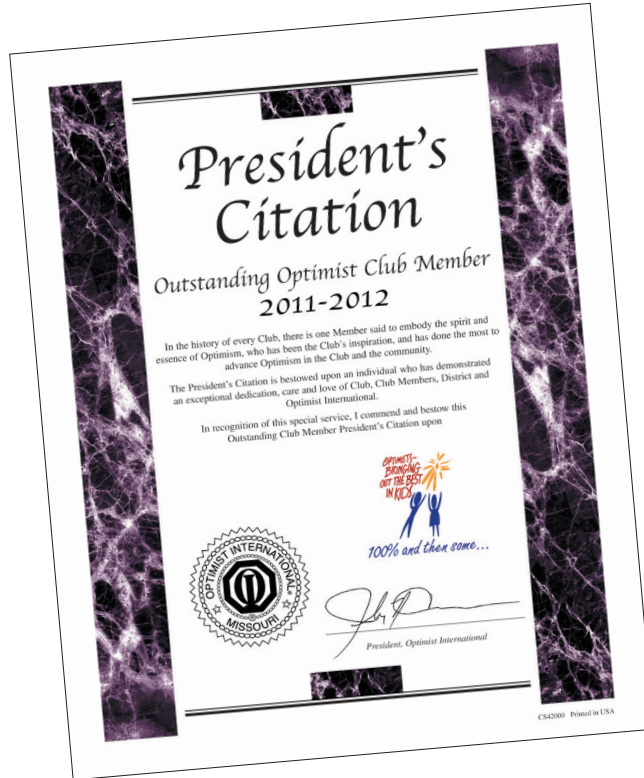 President's
Citation
Outstanding Optimist Club Member
2011-2012
In the history of every Club, there is one Member said to embody the spirit and
essence of Optimism, who has been the Club's inspiration, and has done the most to
advance Optimism in the Club and the community.
The President's Citation is bestowed upon an individual who has demonstrated
an exceptional dedication, care and love of Club, Club Members, District and
Optimist International.
In recognition of this special service, I commend and bestow this
Outstanding Club Member President's Citation upon
OPTIMISTS–
BRINGING
OUT THE BEST
IN KIDS
100% and then some...
OPTIMIST INTERNATIONAL®
MISSOURI
®
President, Optimist International
CS42000 Printed in USA